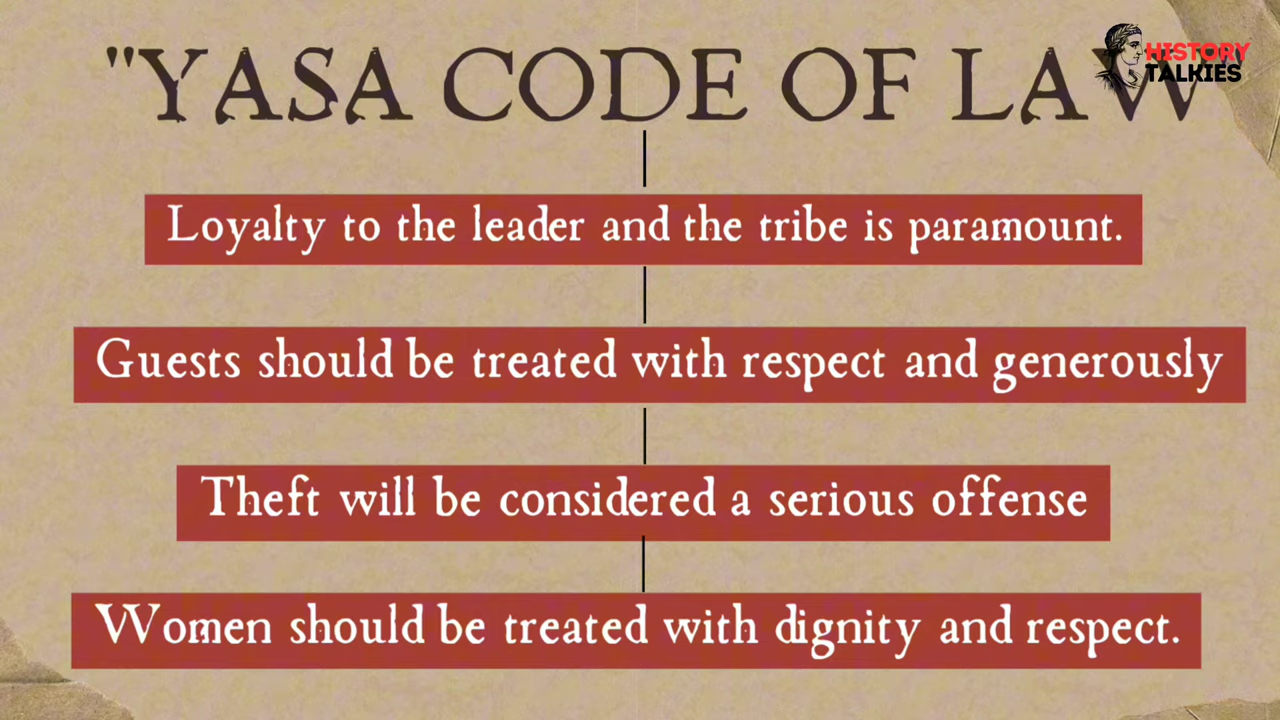 "YASA CODE OF LAW
HISTORY
TALKIES
Loyalty to the leader and the tribe is paramount.
Guests should be treated with respect and generously
Theft will be considered a serious offense
Women should be treated with dignity and respect.